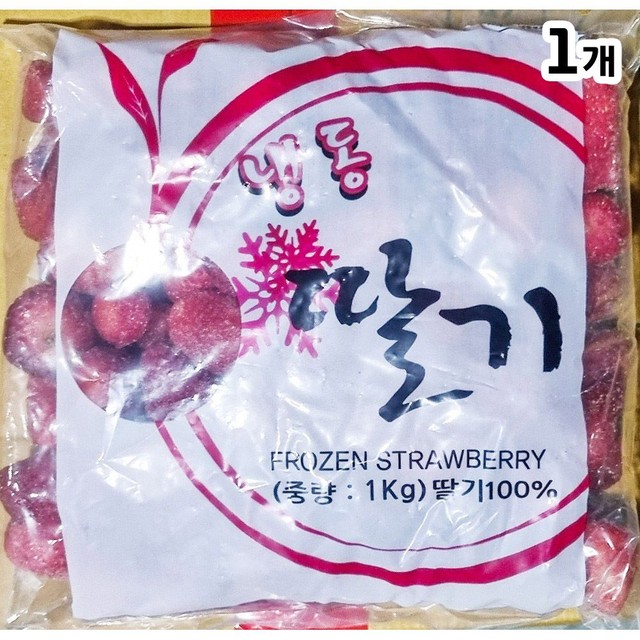 1개
냉동
딸기
FROZEN STRAWBERRY
(중량 : 1Kg) 딸기100%